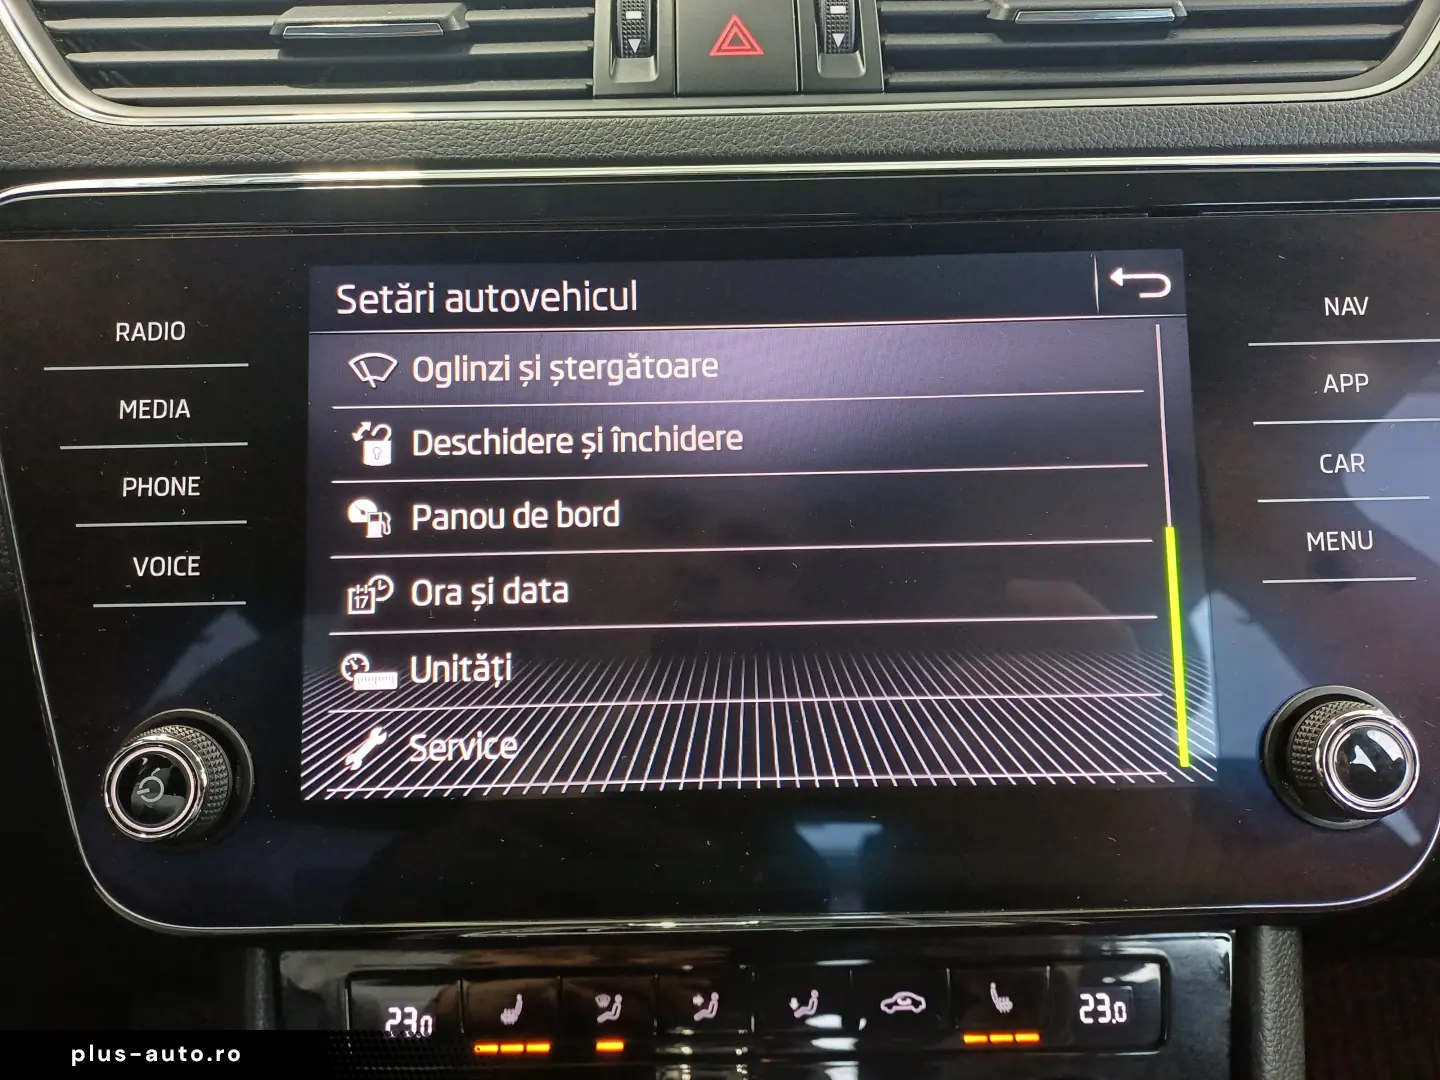 Setări autovehicul
Oglinzi și ștergătoare
Deschidere și închidere
Panou de bord
17
Ora și data
Unități
Service
RADIO
MEDIA
PHONE
VOICE
NAV
APP
CAR
MENU
23.0
23.0
plus-auto.ro